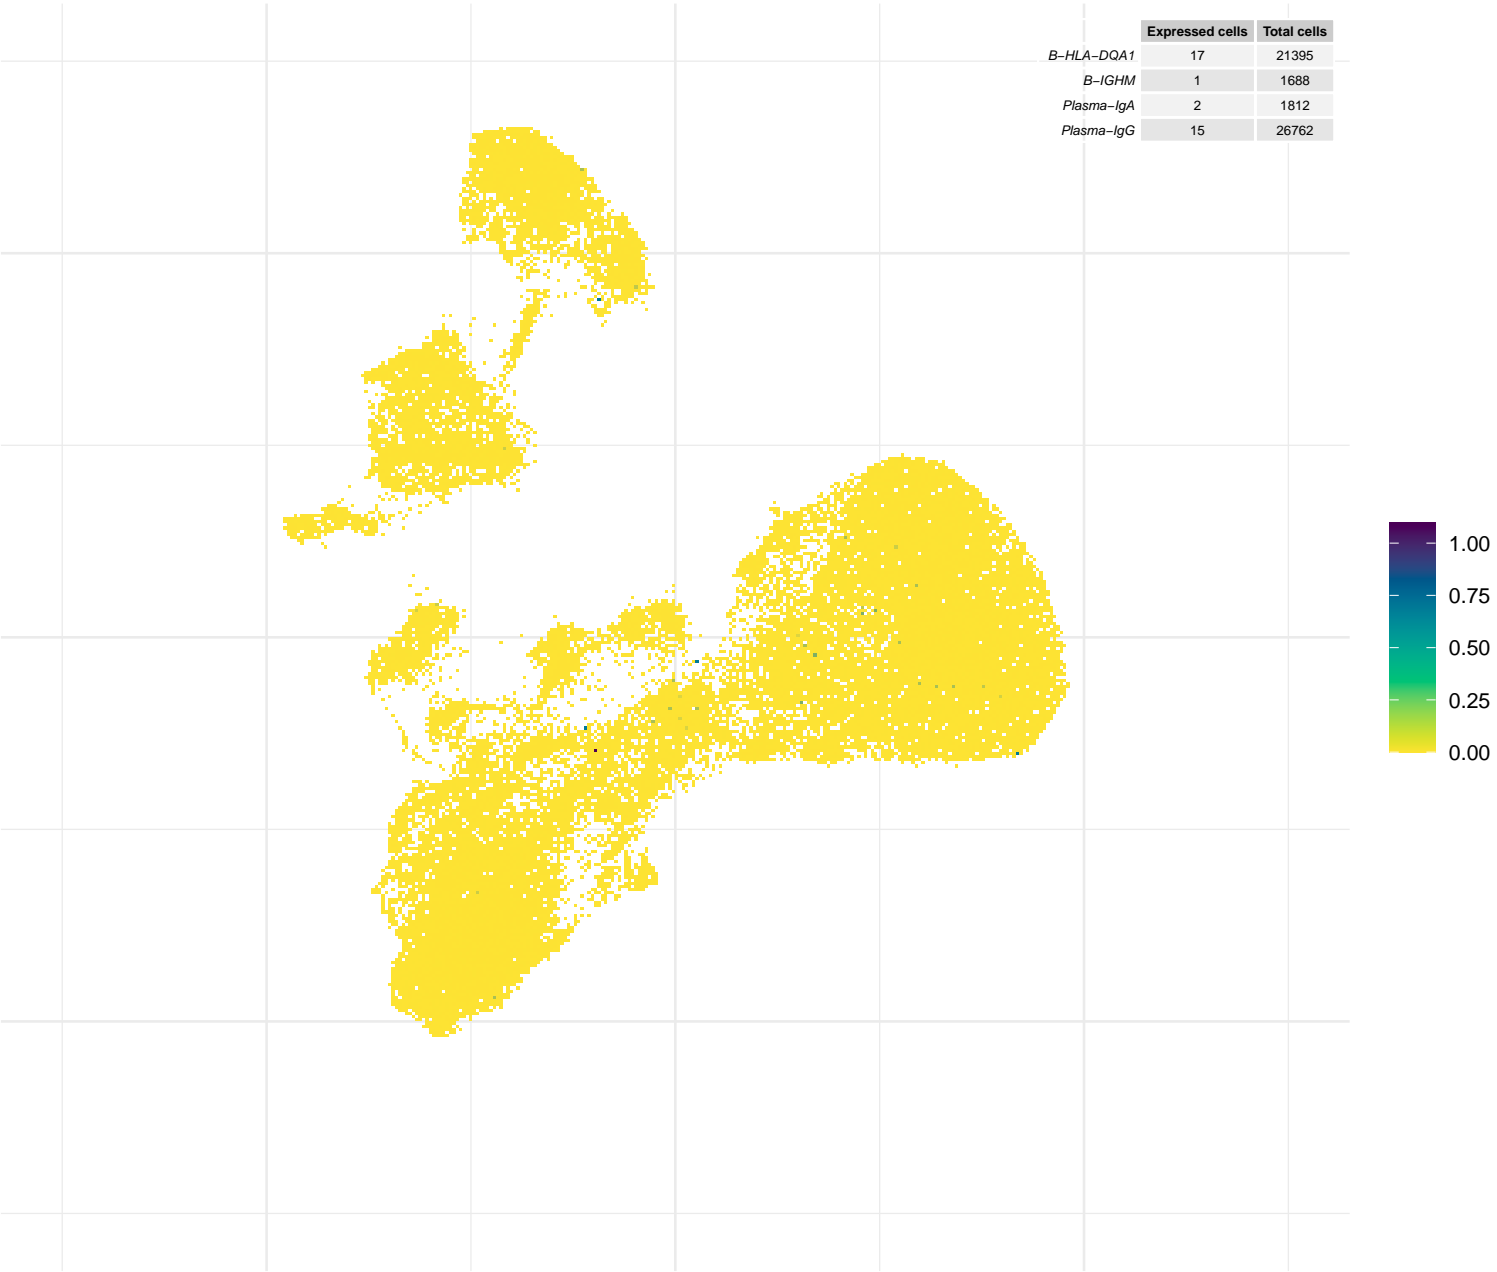 Expressed cells Total cells
B−HLA−DQA1 17 21395
B−IGHM 1 1688
Plasma−IgA 2 1812
Plasma−IgG 15 26762
1.00
0.75
0.50
0.25
0.00